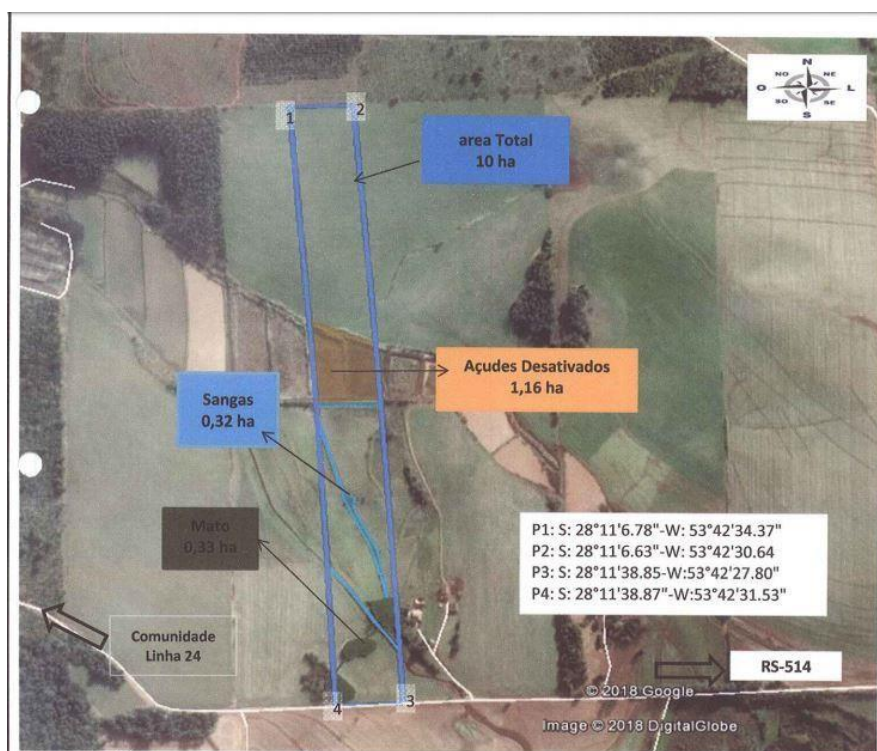 N
NO NE
O L
SO SE
S
1 2
area Total
10 ha
Açudes Desativados
1,16 ha
Sangas
0,32 ha
Mato
0,33 ha
P1: S: 28°11'6.78"-W: 53°42'34.37"
P2: S: 28°11'6.63"-W: 53°42'30.64
P3: S: 28°11'38.85-W:53°42'27.80"
P4: S: 28°11'38.87"-W:53°42'31.53"
Comunidade
Linha 24
RS-514
© 2018 Google
4 3
Image © 2018 DigitalGlobe